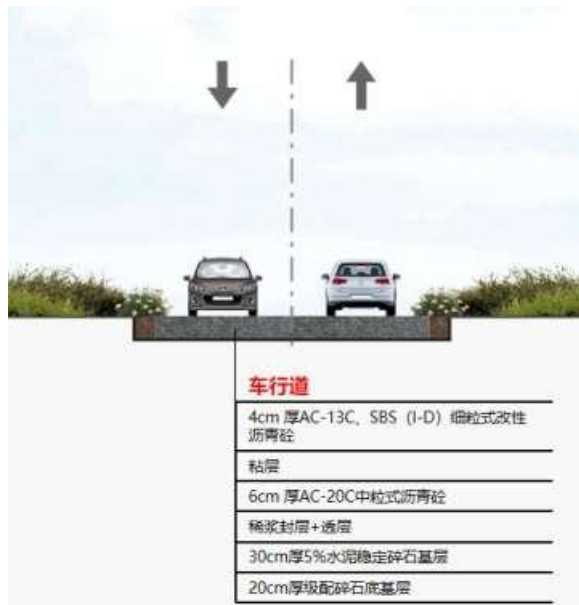 车行道
4cm 厚AC-13C、SBS（I-D）细粒式改性
沥青砼
粘层
6cm 厚AC-20C中粒式沥青砼
稀浆封层+透层
30cm厚5%水泥稳定碎石基层
20cm厚级配碎石底基层